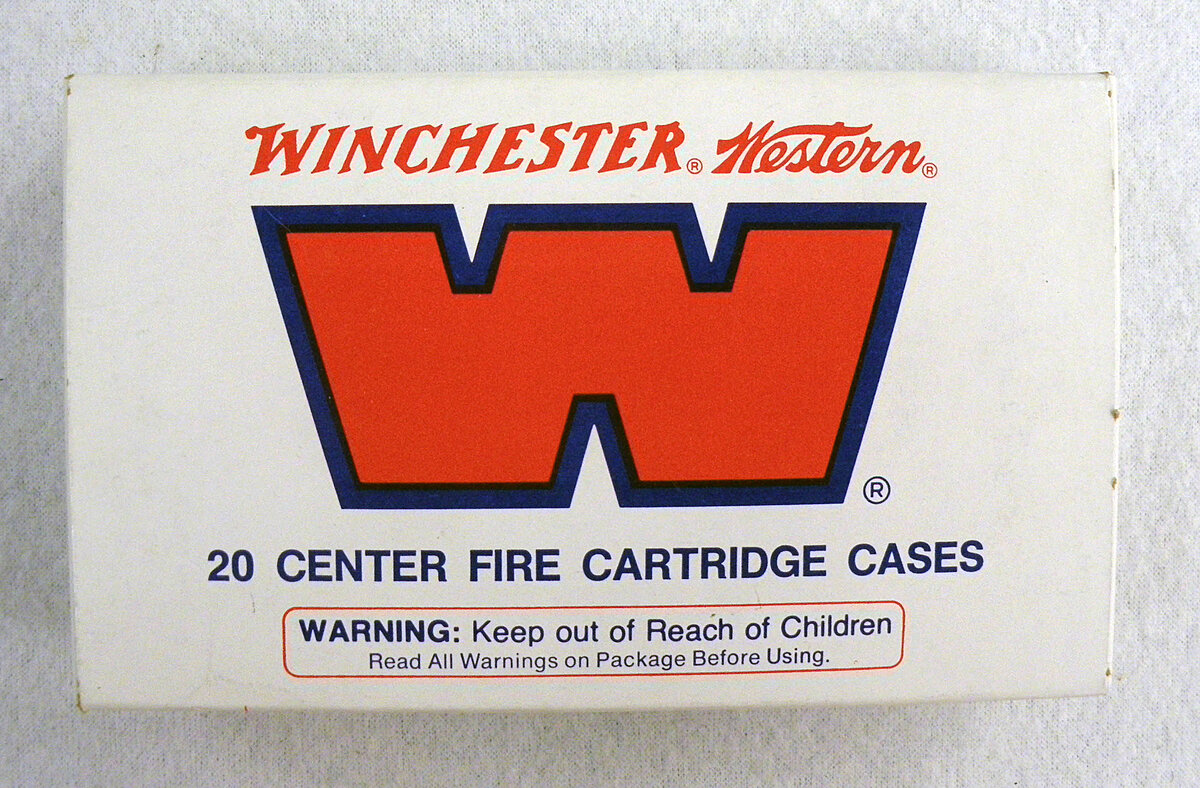 WINCHESTER® Western®
W®
20 CENTER FIRE CARTRIDGE CASES
WARNING: Keep out of Reach of Children
Read All Warnings on Package Before Using.